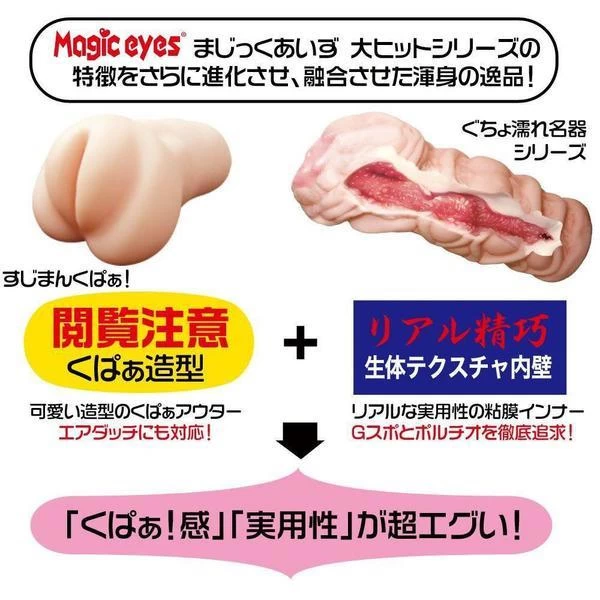 Magic eyes® まじっくあいず 大ヒットシリーズの
特徴をさらに進化させ、融合させた渾身の逸品！
ぐちょ濡れ名器
シリーズ
すじまんくぱぁ！
閲覧注意
くぱぁ造型
+
リアル精巧
生体テクスチャ内壁
可愛い造型のくぱぁアウター
エアダッチにも対応！
リアルな実用性の粘膜インナー
Gスポとポルチオを徹底追求！
「くぱぁ！感」「実用性」が超エグい！